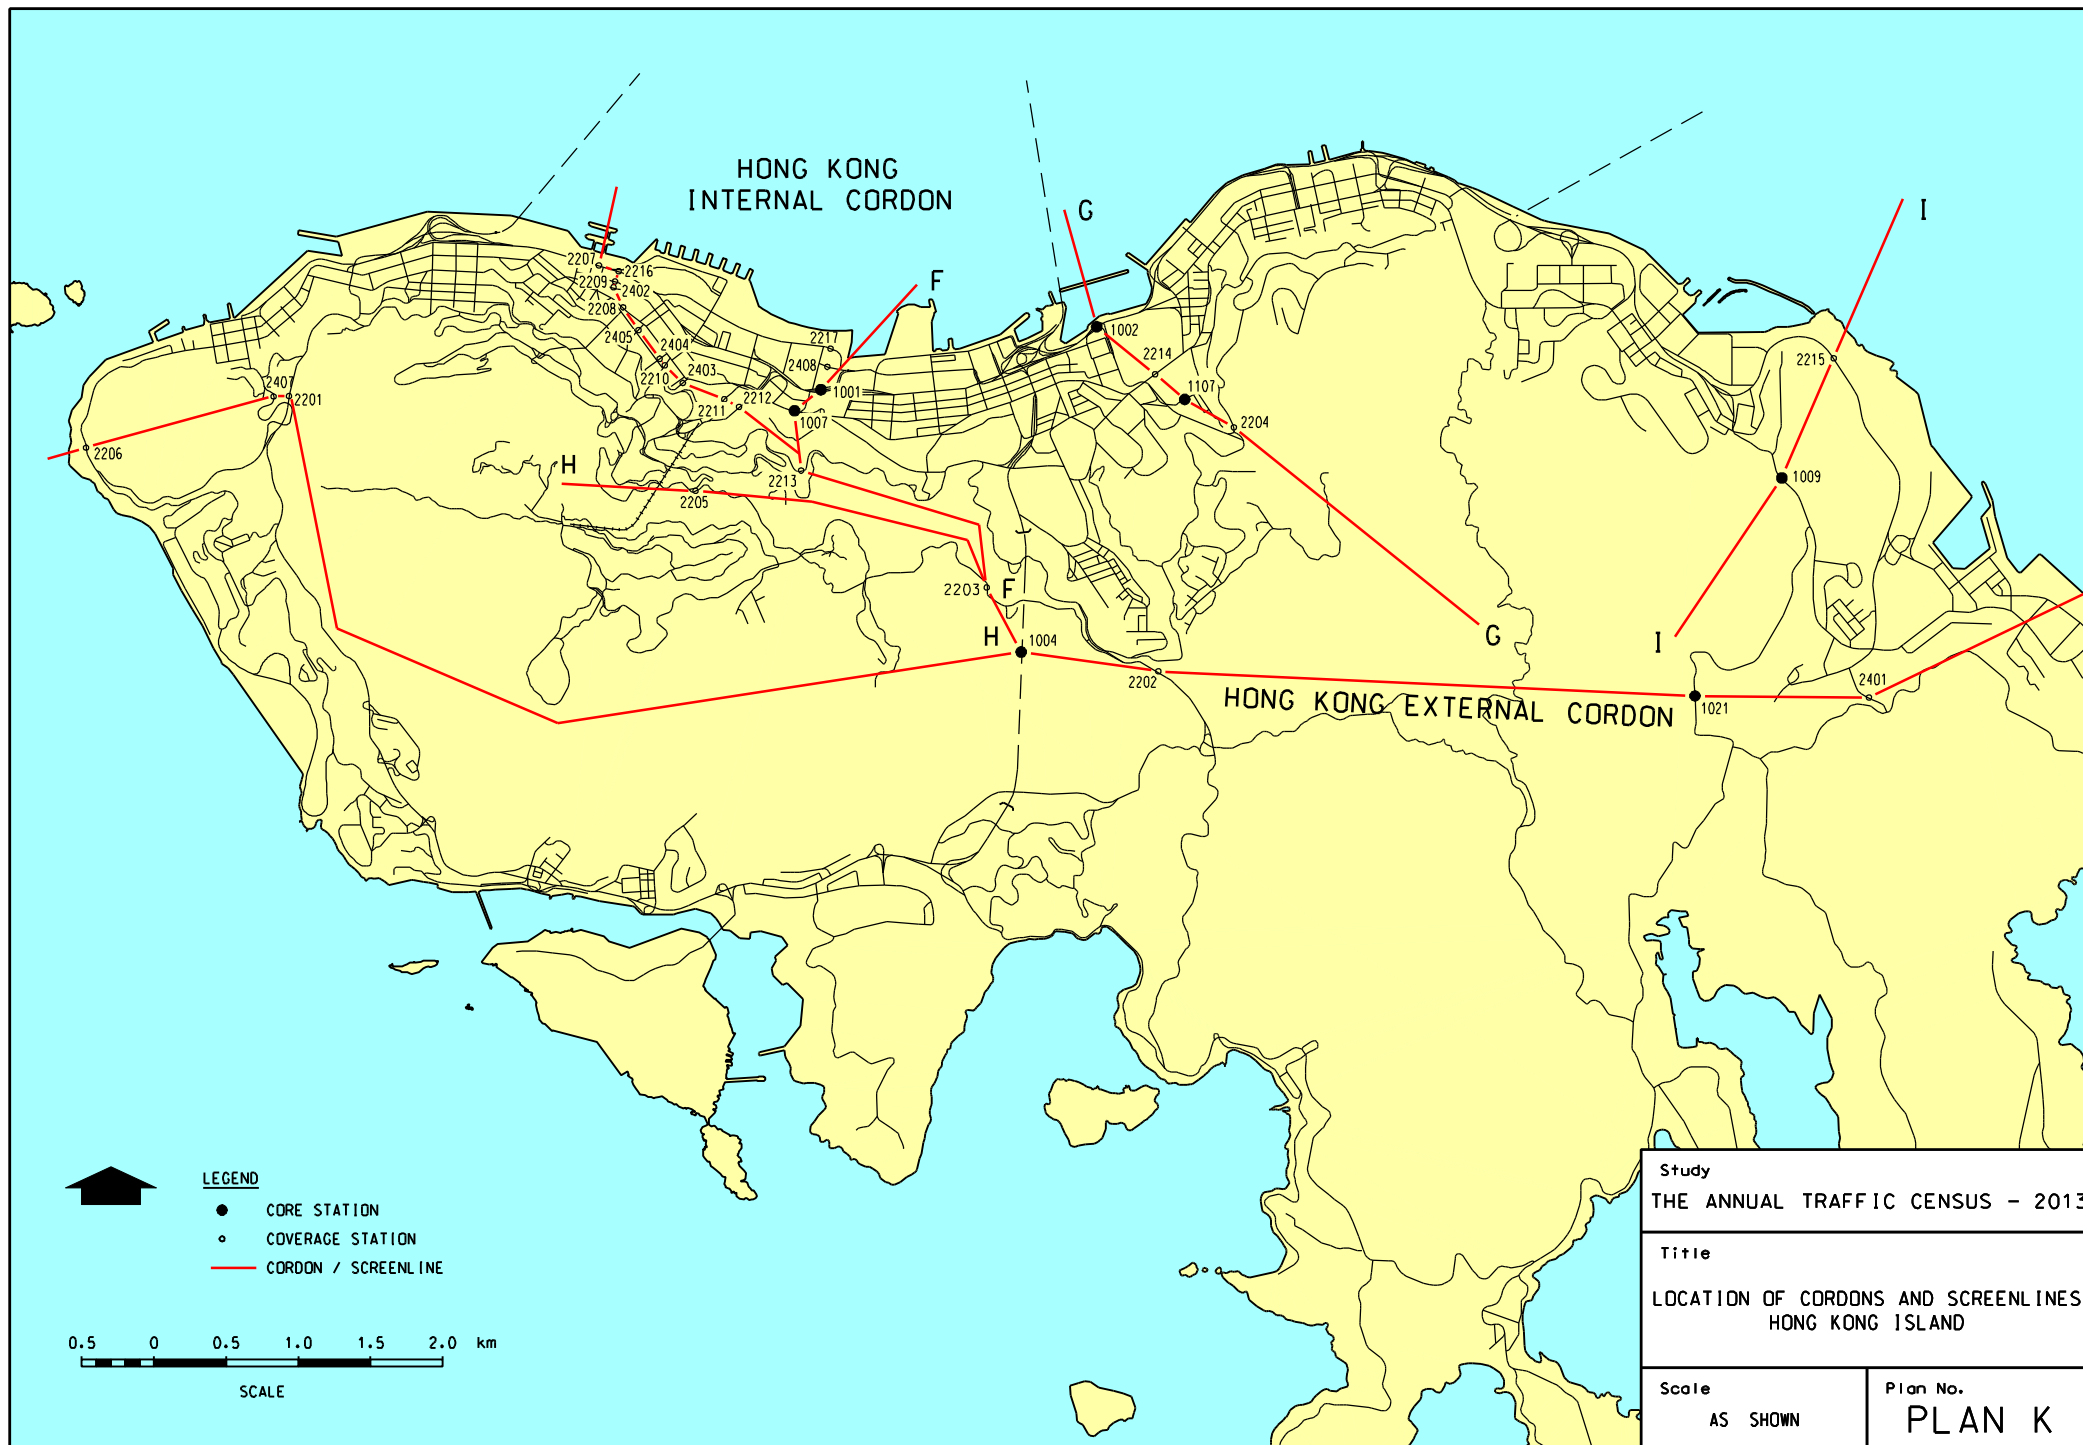 HONG KONG
INTERNAL CORDON
G
I
F
2207
2216
2209
2402
2208
2405
2404
2403
2210
2217
2408
1001
2211
2212
1007
1002
2214
1107
2204
2215
2407
2201
2206
H
2205
2213
1009
2203
F
H
1004
G
I
2202
HONG KONG EXTERNAL CORDON
1021
2401
LEGEND
CORE STATION
COVERAGE STATION
CORDON / SCREENLINE
0.5 0 0.5 1.0 1.5 2.0 km
SCALE
Study
THE ANNUAL TRAFFIC CENSUS - 2013
Title
LOCATION OF CORDONS AND SCREENLINES
HONG KONG ISLAND
Scale
AS SHOWN
Plan No.
PLAN K